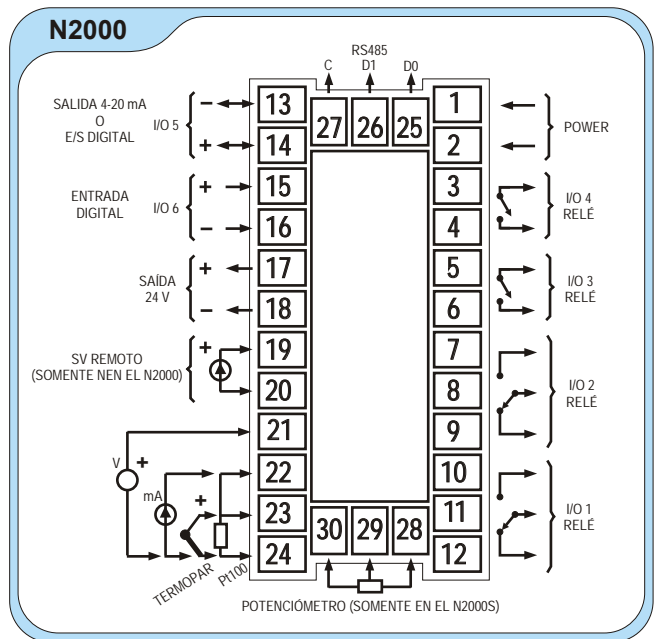 N2000
RS485
C D1 D0
SALIDA 4-20 mA
O
E/S DIGITAL
I/O 5
–
+
13
14
27
26
25
1
2
POWER
ENTRADA
DIGITAL
I/O 6
+
–
15
16
3
4
I/O 4
RELÉ
SAÍDA
24 V
+
–
17
18
5
6
I/O 3
RELÉ
SV REMOTO
(SOMENTE NEN EL N2000)
+
19
20
7
8
9
I/O 2
RELÉ
21
22
23
24
V
+
mA
+
TERMOPAR
Pt100
30
29
28
10
11
12
I/O 1
RELÉ
POTENCIÓMETRO (SOMENTE EN EL N2000S)